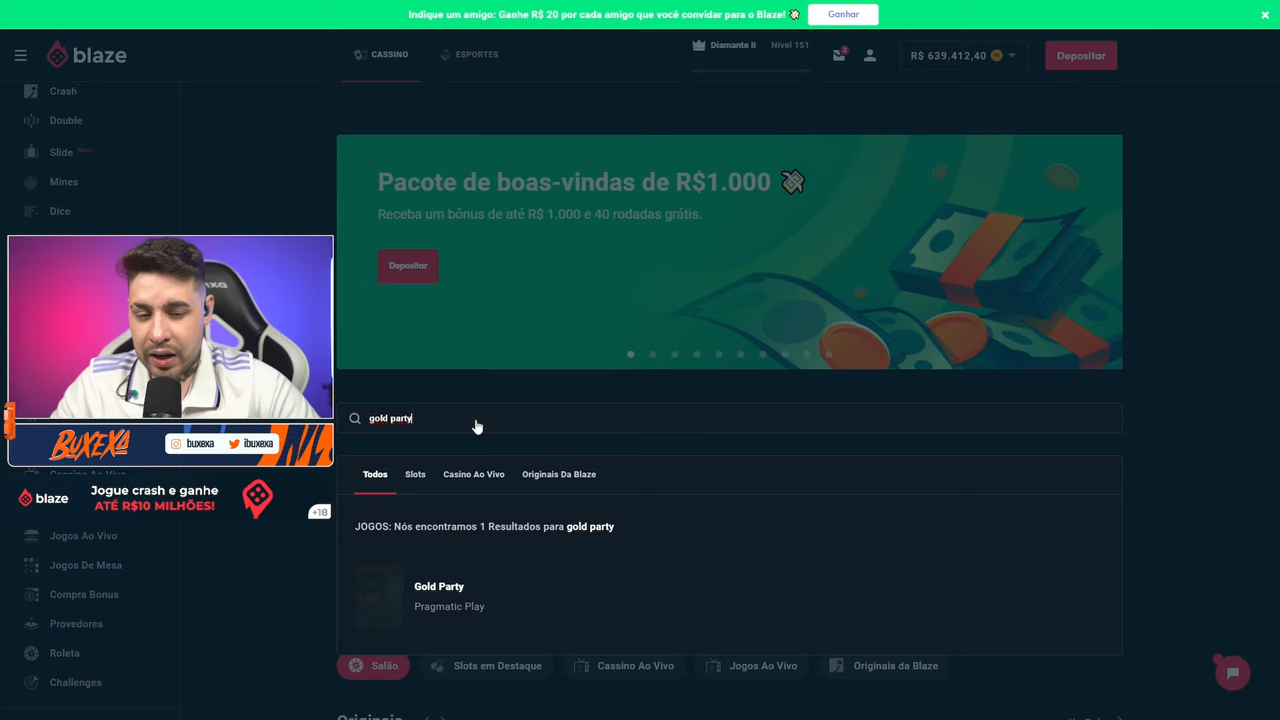 Indique um amigo: Ganhe R$ 20 por cada amigo que você convidar para o Blaze!
Ganhar
blaze
CASSINO
ESPORTES
Diamante II
Nível 151
2
R$ 639.412,40
Depositar
Crash
Double
Slide
Mines
Dice
Pacote de boas-vindas de R$1.000
Receba um bônus de até R$ 1.000 e 40 rodadas grátis.
Depositar
gold party
BUXEXA
buxexa
ibuxexa
Cassino Ao Vivo
blaze
Jogue crash e ganhe
ATÉ R$10 MILHÕES!
+18
Todos
Slots
Casino Ao Vivo
Originais Da Blaze
JOGOS: Nós encontramos 1 Resultados para gold party
Gold Party
Pragmatic Play
Jogos Ao Vivo
Jogos De Mesa
Compra Bonus
Provedores
Roleta
Challenges
Salão
Slots em Destaque
Cassino Ao Vivo
Jogos Ao Vivo
Originais da Blaze
Originais